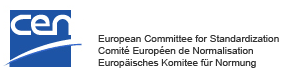 cen
European Committee for Standardization
Comité Européen de Normalisation
Europäisches Komitee für Normung